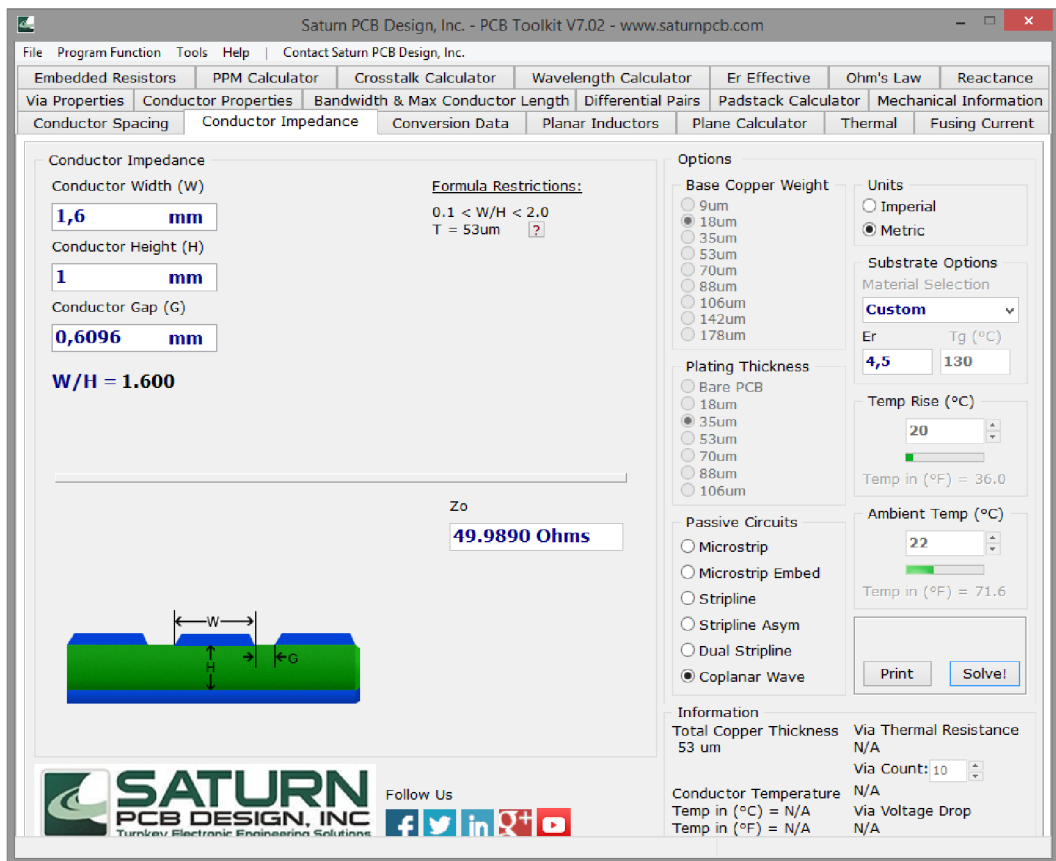 Saturn PCB Design, Inc. - PCB Toolkit V7.02 - www.saturnpcb.com
File Program Function Tools Help | Contact Saturn PCB Design, Inc.
Embedded Resistors PPM Calculator Crosstalk Calculator Wavelength Calculator Er Effective Ohm's Law Reactance
Via Properties Conductor Properties Bandwidth & Max Conductor Length Differential Pairs Padstack Calculator Mechanical Information
Conductor Spacing Conductor Impedance Conversion Data Planar Inductors Plane Calculator Thermal Fusing Current
Conductor Impedance
Conductor Width (W)
1,6 mm
Conductor Height (H)
1 mm
Conductor Gap (G)
0,6096 mm
W/H = 1.600
Formula Restrictions:
0.1 < W/H < 2.0
T = 53um ?
Zo
49.9890 Ohms
W
H
G
Options
Base Copper Weight
9um
18um
35um
53um
70um
88um
106um
142um
178um
Plating Thickness
Bare PCB
18um
35um
53um
70um
88um
106um
Passive Circuits
Microstrip
Microstrip Embed
Stripline
Stripline Asym
Dual Stripline
Coplanar Wave
Units
Imperial
Metric
Substrate Options
Material Selection
Custom
Er Tg (°C)
4,5 130
Temp Rise (°C)
20
Temp in (°F) = 36.0
Ambient Temp (°C)
22
Temp in (°F) = 71.6
Print Solve!
Information
Total Copper Thickness
53 um
Conductor Temperature
Temp in (°C) = N/A
Temp in (°F) = N/A
Via Thermal Resistance
N/A
Via Count: 10
N/A
Via Voltage Drop
N/A
SATURN
PCB DESIGN, INC
Turnkey Electronic Engineering Solutions
Follow Us
f in g+